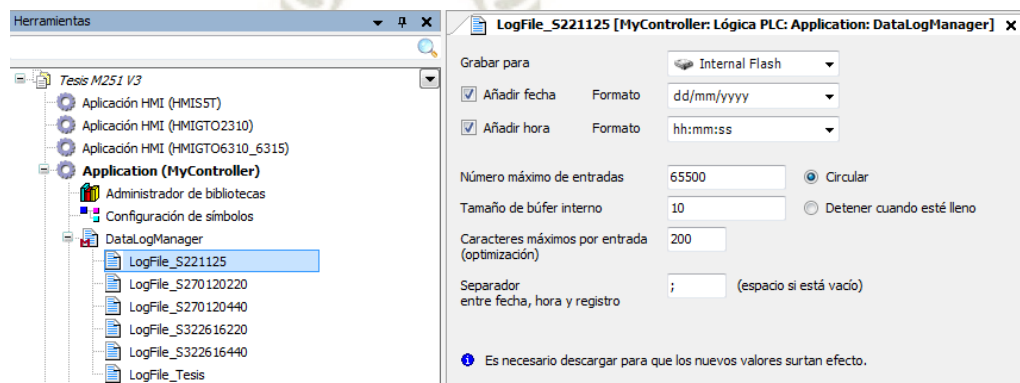 Herramientas
Tesis M251 V3
Aplicación HMI (HMIS5T)
Aplicación HMI (HMIGTO2310)
Aplicación HMI (HMIGTO6310_6315)
Application (MyController)
Administrador de bibliotecas
Configuración de símbolos
DataLogManager
LogFile_S221125
LogFile_S270120220
LogFile_S270120440
LogFile_S322616220
LogFile_S322616440
LogFile_Tesis
LogFile_S221125 [MyController: Lógica PLC: Application: DataLogManager]
Grabar para Internal Flash
Añadir fecha Formato dd/mm/yyyy
Añadir hora Formato hh:mm:ss
Número máximo de entradas 65500 Circular
Tamaño de búfer interno 10 Detener cuando esté lleno
Caracteres máximos por entrada 200
(optimización)
Separador ; (espacio si está vacío)
entre fecha, hora y registro
Es necesario descargar para que los nuevos valores surtan efecto.